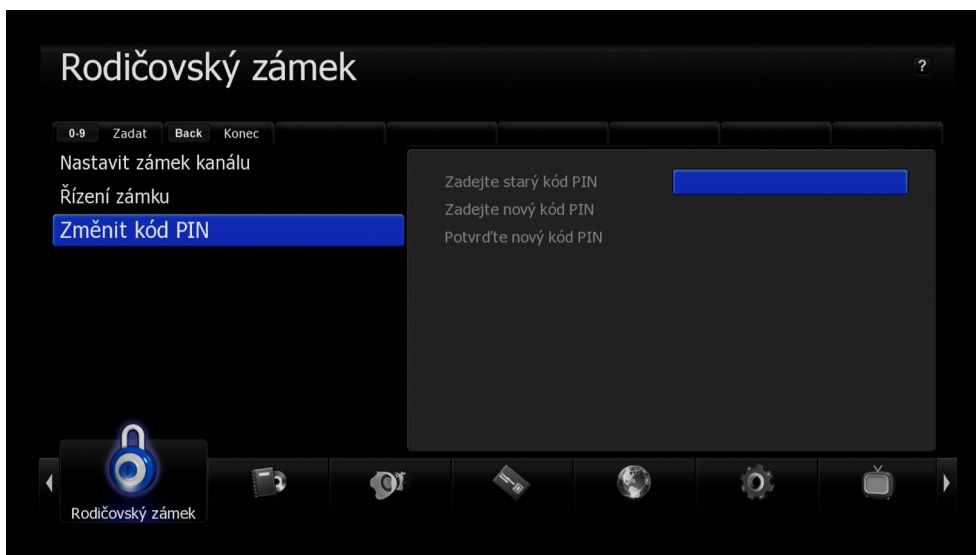 Rodičovský zámek
?
0-9 Zadat Back Konec
Nastavit zámek kanálu
Řízení zámku
Změnit kód PIN
Zadejte starý kód PIN
Zadejte nový kód PIN
Potvrďte nový kód PIN
Rodičovský zámek